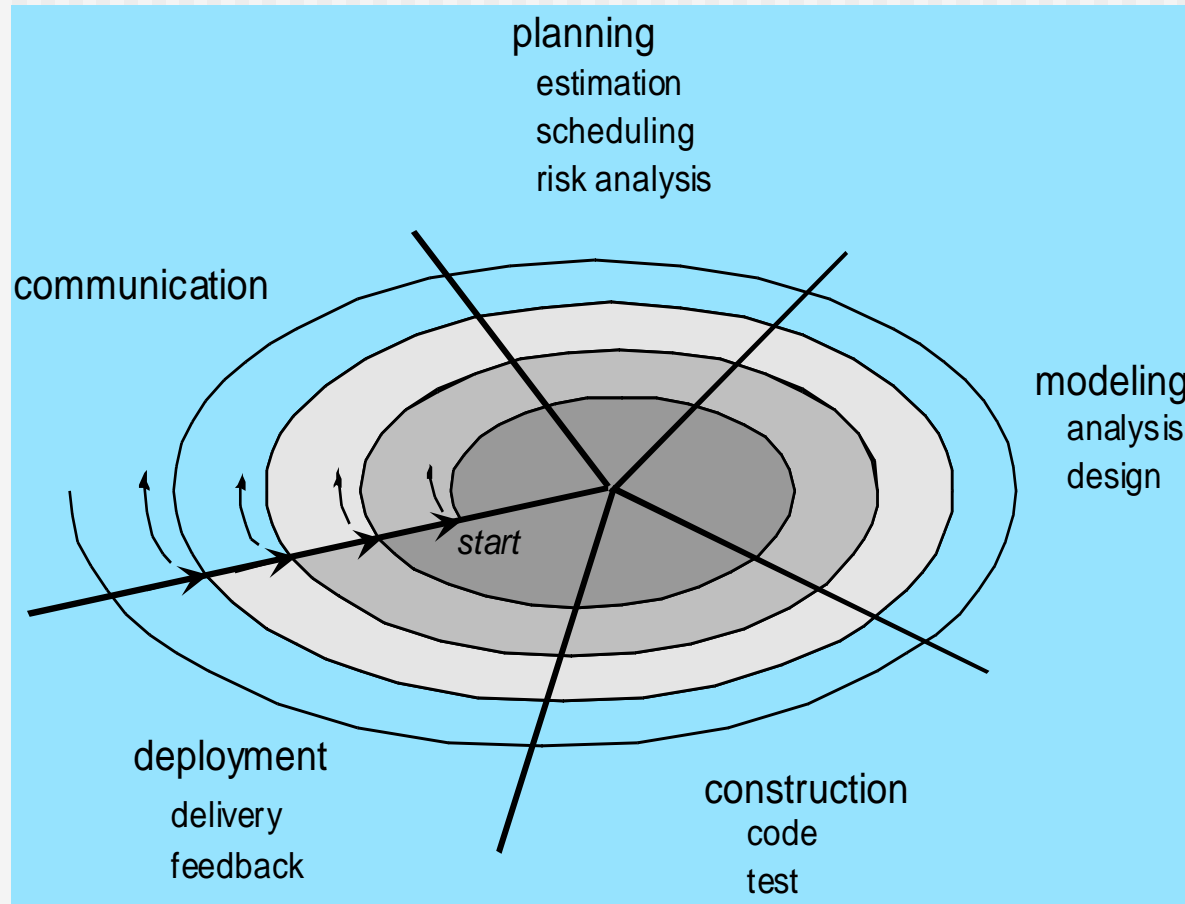 planning
estimation
scheduling
risk analysis
communication
modeling
analysis
design
start
deployment
delivery
feedback
construction
code
test